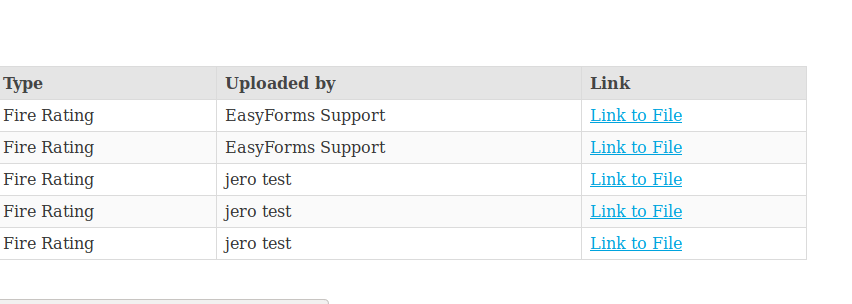 Type Uploaded by Link
Fire Rating EasyForms Support Link to File
Fire Rating EasyForms Support Link to File
Fire Rating jero test Link to File
Fire Rating jero test Link to File
Fire Rating jero test Link to File